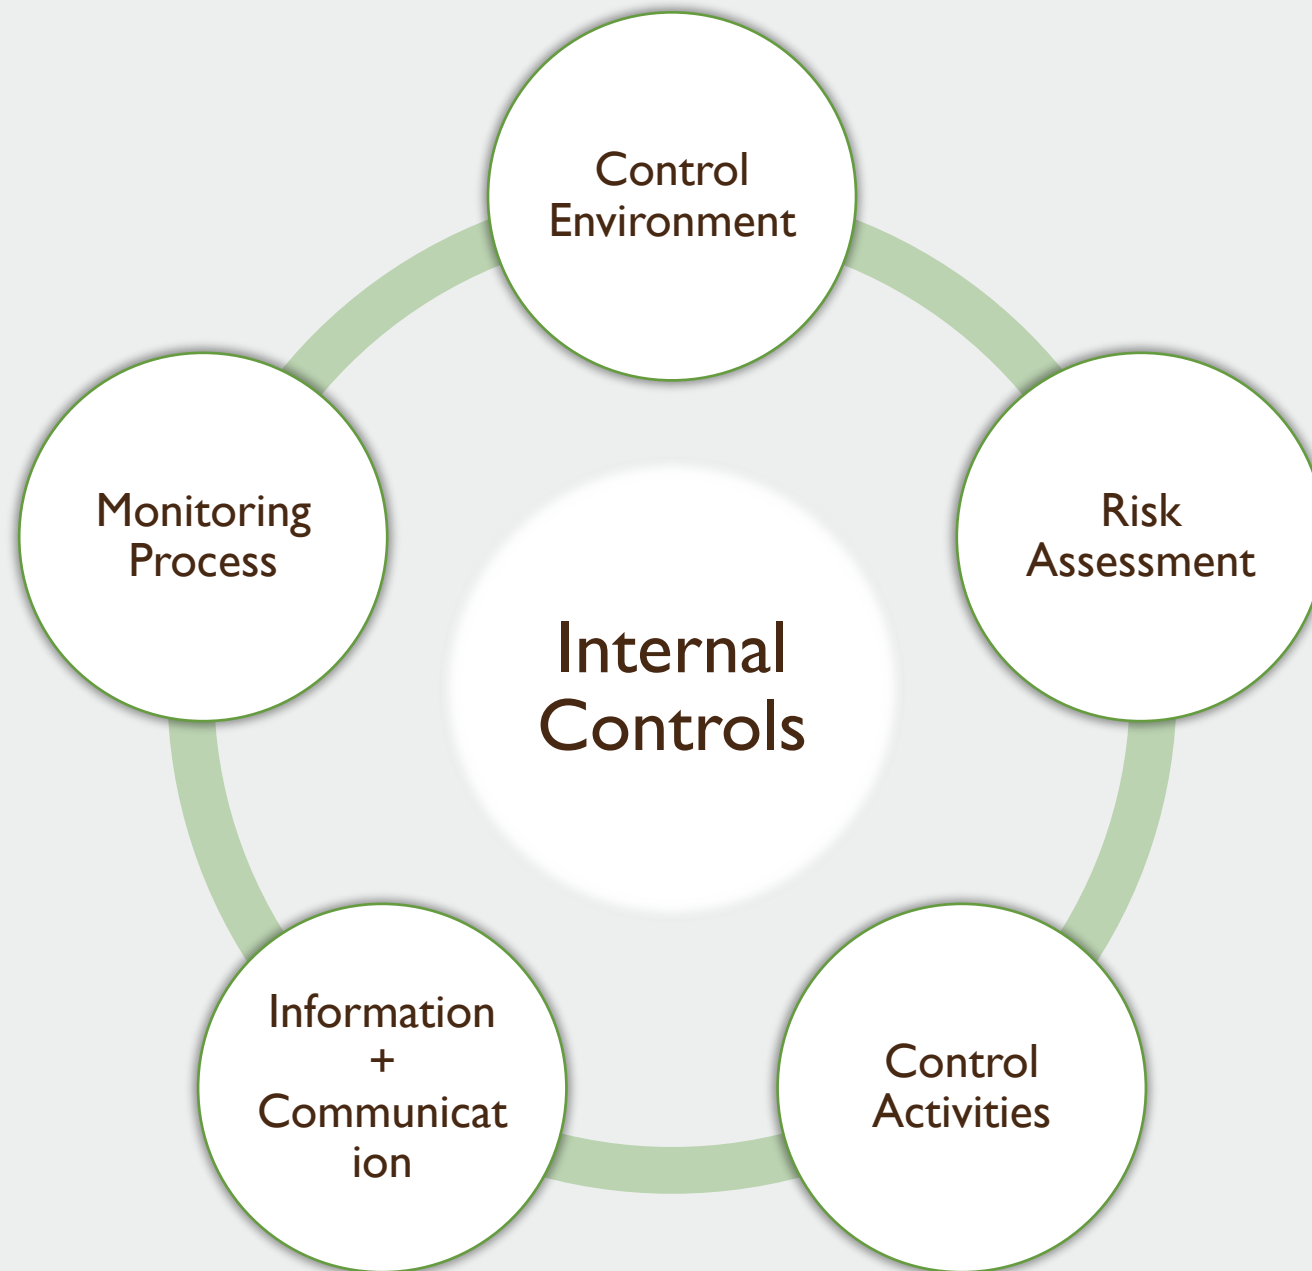 Control
Environment
Risk
Assessment
Control
Activities
Information
+
Communicat
ion
Monitoring
Process
Internal
Controls